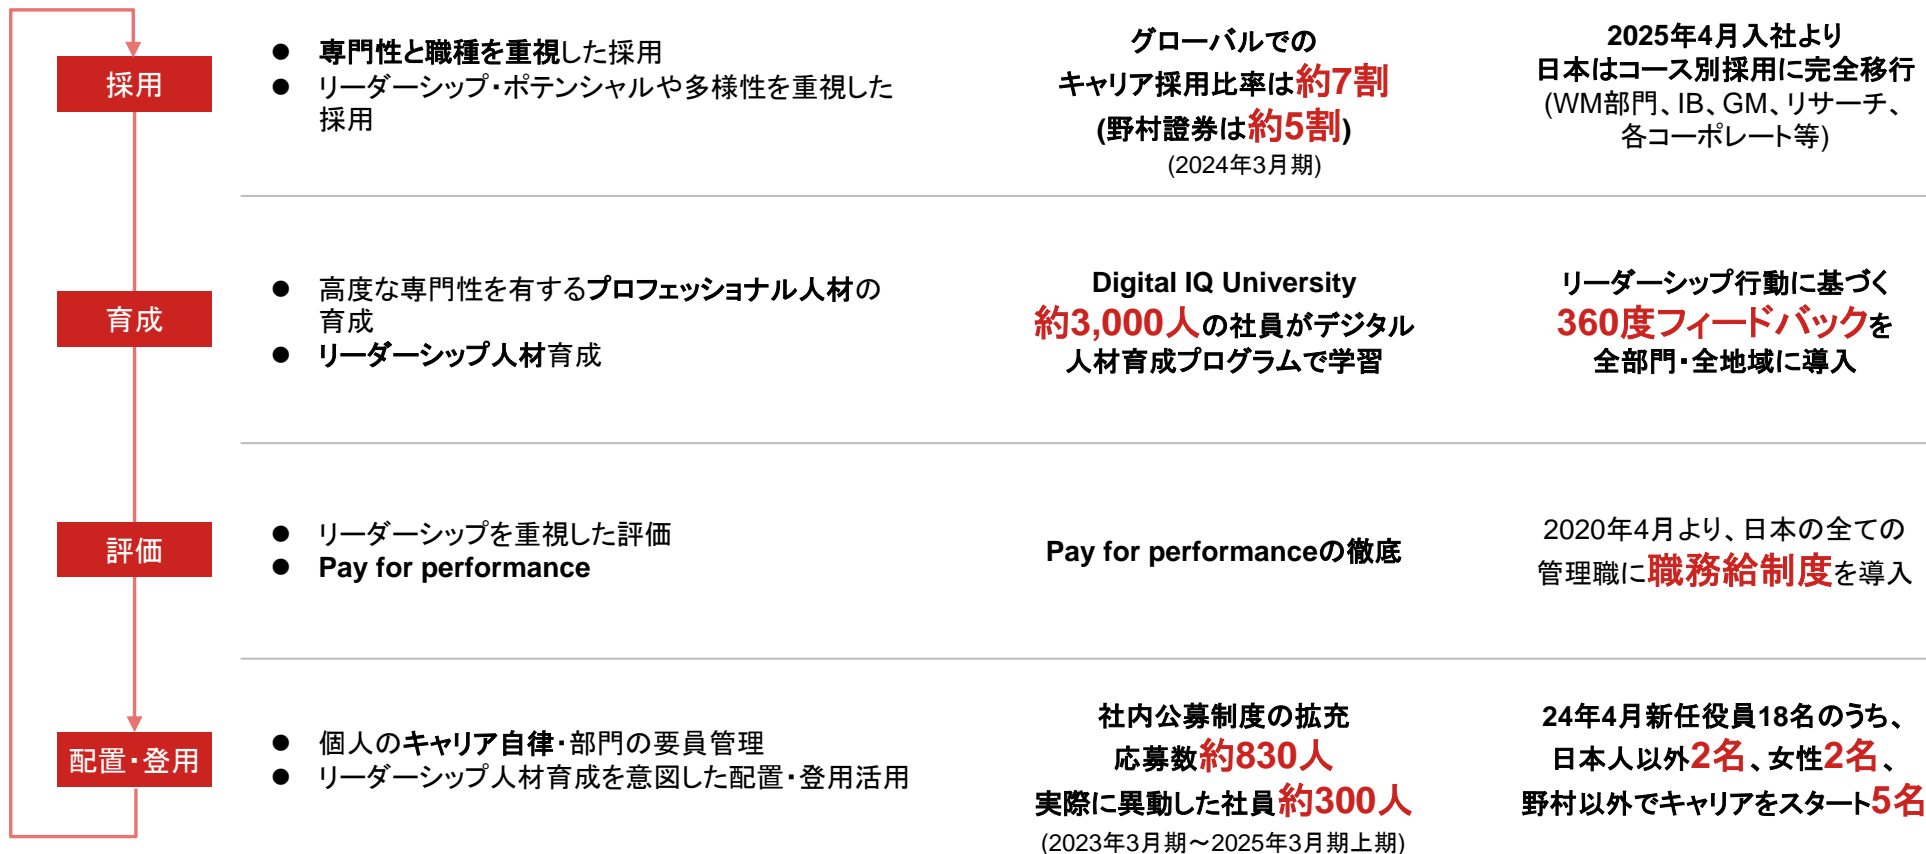 採用
● 専門性と職種を重視した採用
● リーダーシップ・ポテンシャルや多様性を重視した
採用
グローバルでの
キャリア採用比率は約7割
(野村證券は約5割)
(2024年3月期)
2025年4月入社より
日本はコース別採用に完全移行
(WM部門、IB、GM、リサーチ、
各コーポレート等)
育成
● 高度な専門性を有するプロフェッショナル人材の
育成
● リーダーシップ人材育成
Digital IQ University
約3,000人の社員がデジタル
人材育成プログラムで学習
リーダーシップ行動に基づく
360度フィードバックを
全部門・全地域に導入
評価
● リーダーシップを重視した評価
● Pay for performance
Pay for performanceの徹底
2020年4月より、日本の全ての
管理職に職務給制度を導入
配置・登用
● 個人のキャリア自律・部門の要員管理
● リーダーシップ人材育成を意図した配置・登用活用
社内公募制度の拡充
応募数約830人
実際に異動した社員約300人
(2023年3月期～2025年3月期上期)
24年4月新任役員18名のうち、
日本人以外2名、女性2名、
野村以外でキャリアをスタート5名